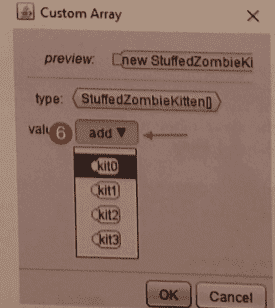 Custom Array
preview: new StuffedZombieKi
type: StuffedZombieKitten[]
6 add ▼
kit0
kit1
kit2
kit3
OK Cancel